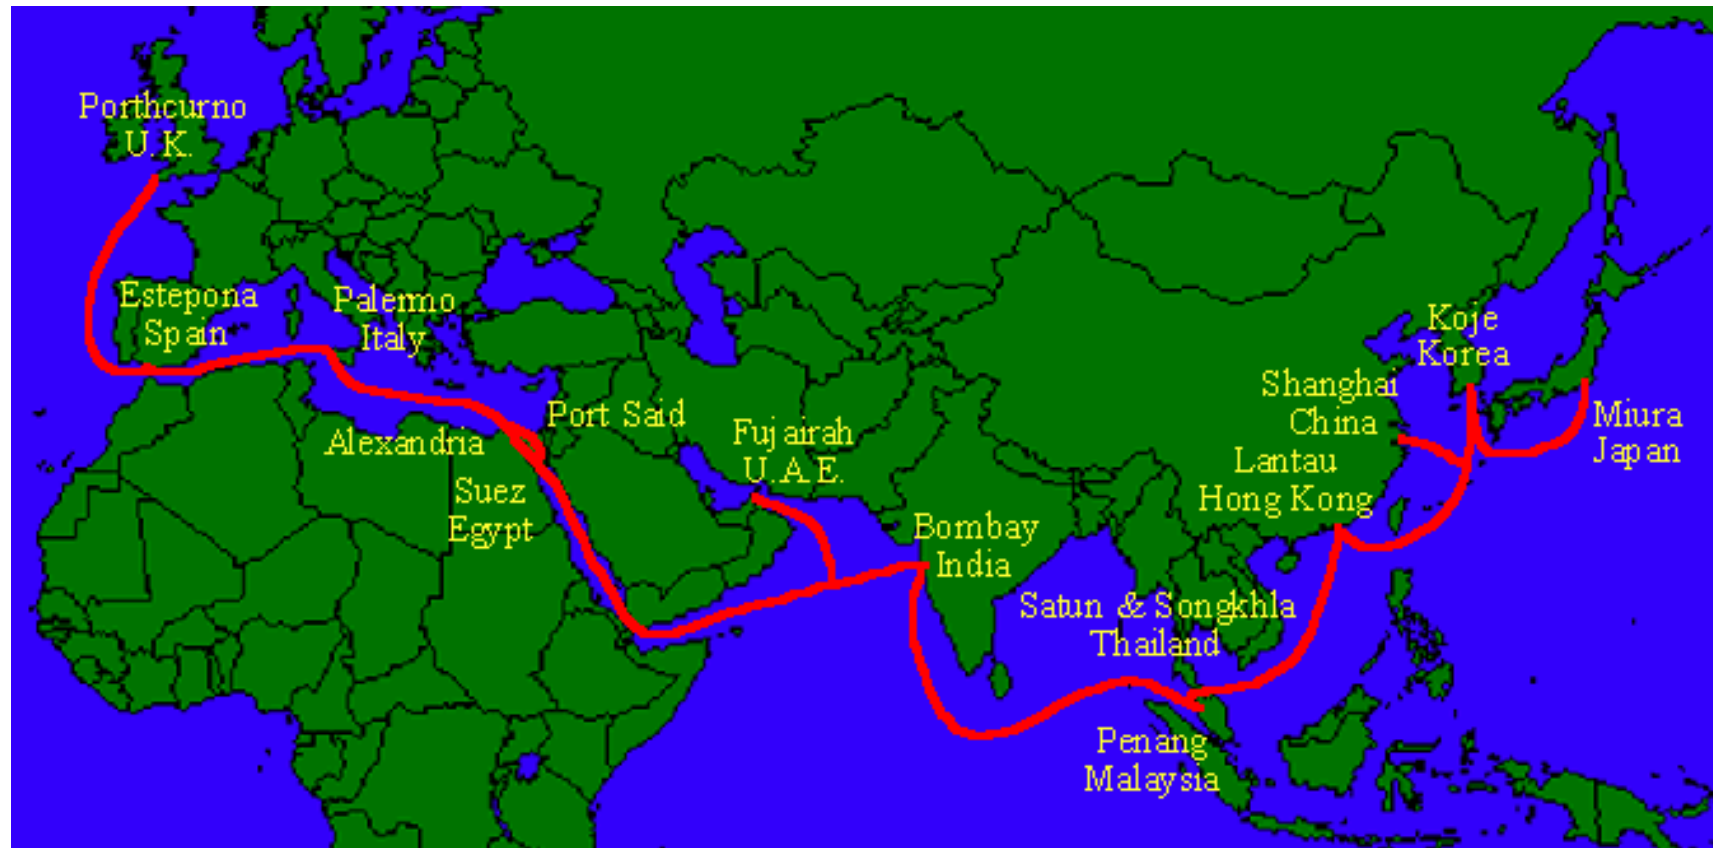 Porthcurno
U.K.
Estepona
Spain
Palermo
Italy
Alexandria
Port Said
Suez
Egypt
Fujairah
U.A.E.
Bombay
India
Satun & Songkhla
Thailand
Penang
Malaysia
Lantau
Hong Kong
Shanghai
China
Koje
Korea
Miura
Japan